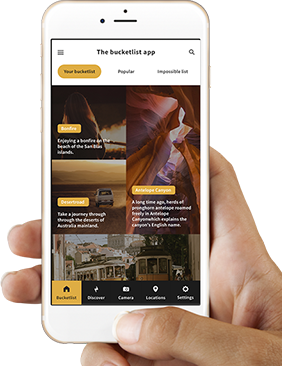 The bucketlist app
Your bucketlist
Popular
Impossible list
Bonfire
Enjoying a bonfire on the
beach of the San Blas
islands.
Desertroad
Take a journey through
through the deserts of
Australia mainland.
Antelope Canyon
A long time ago, herds of
pronghorn antelope roamed
freely in Antelope
Canyonwhich explains the
canyon's English name.
Bucketlist
Discover
Camera
Locations
Settings